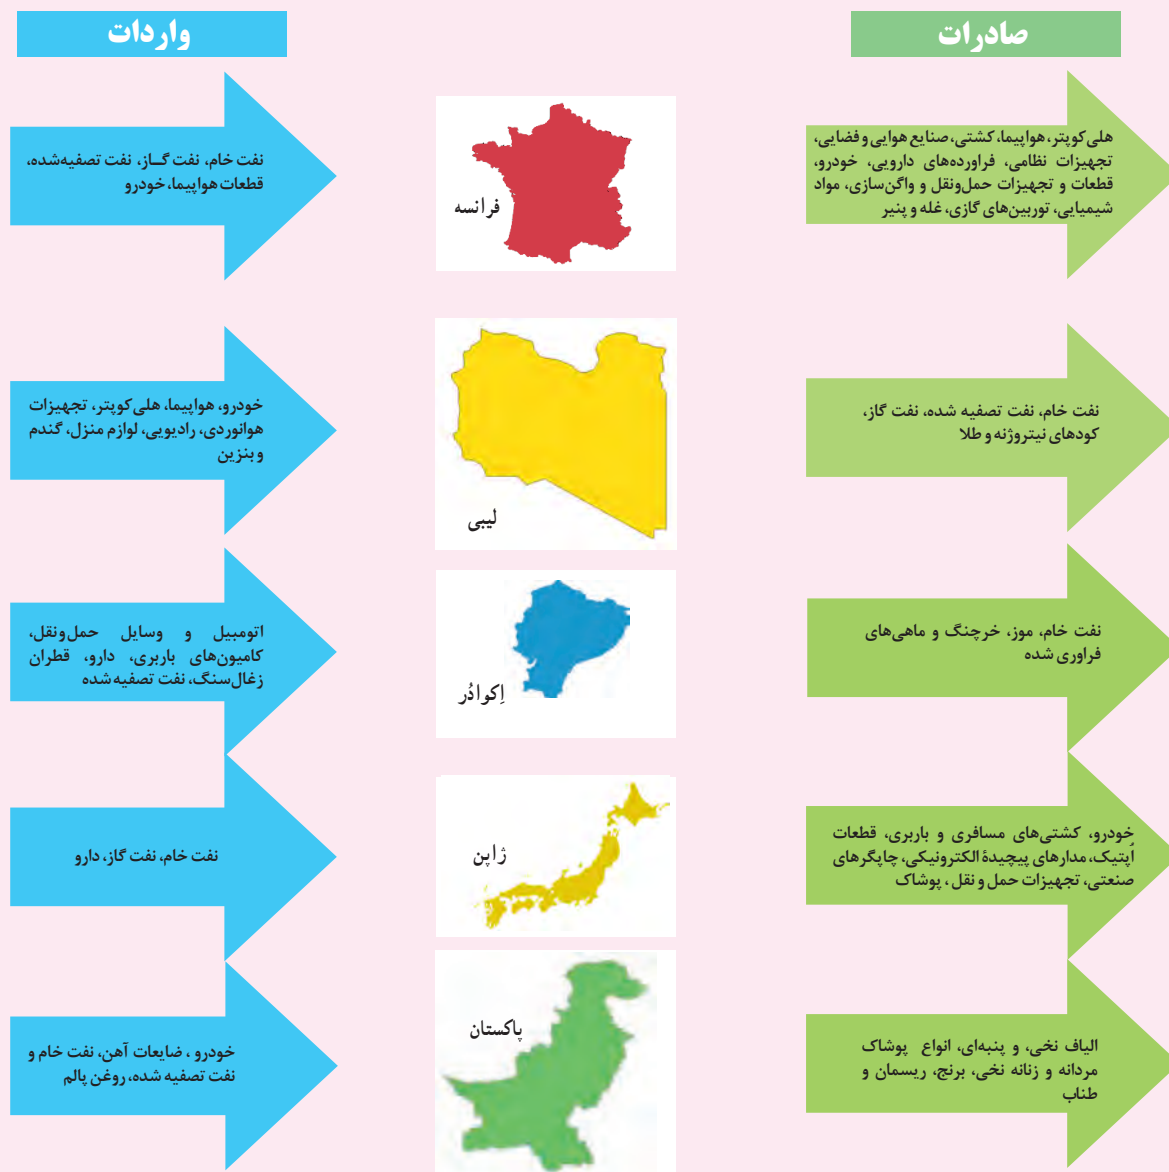 صادرات
واردات
هلی‌کوپتر، هواپیما، کشتی، صنایع هوایی و فضایی،
تجهیزات نظامی، فراورده‌های دارویی، خودرو،
قطعات و تجهیزات حمل‌ونقل و واگن‌سازی، مواد
شیمیایی، توربین‌های گازی، غله و پنیر
فرانسه
نفت خام، نفت گــاز، نفت تصفیه‌شده،
قطعات هواپیما، خودرو
نفت خام، نفت تصفیه شده، نفت گاز،
کودهای نیتروژنه و طلا
لیبی
خودرو، هواپیما، هلی‌کوپتر، تجهیزات
هوانوردی، رادیویی، لوازم منزل، گندم
و بنزین
نفت خام، موز، خرچنگ و ماهی‌های
فراوری شده
اِکوادُر
اتومبیل و وسایل حمل‌ونقل،
کامیون‌های باربری، دارو، قطران
زغال‌سنگ، نفت تصفیه شده
خودرو، کشتی‌های مسافری و باربری، قطعات
اُپتیک، مدارهای پیچیدهٔ الکترونیکی، چاپگرهای
صنعتی، تجهیزات حمل و نقل ، پوشاک
ژاپن
نفت خام، نفت گاز، دارو
الیاف نخی، و پنبه‌ای، انواع پوشاک
مردانه و زنانه نخی، برنج، ریسمان و
طناب
پاکستان
خودرو ، ضایعات آهن، نفت خام و
نفت تصفیه شده، روغن پالم